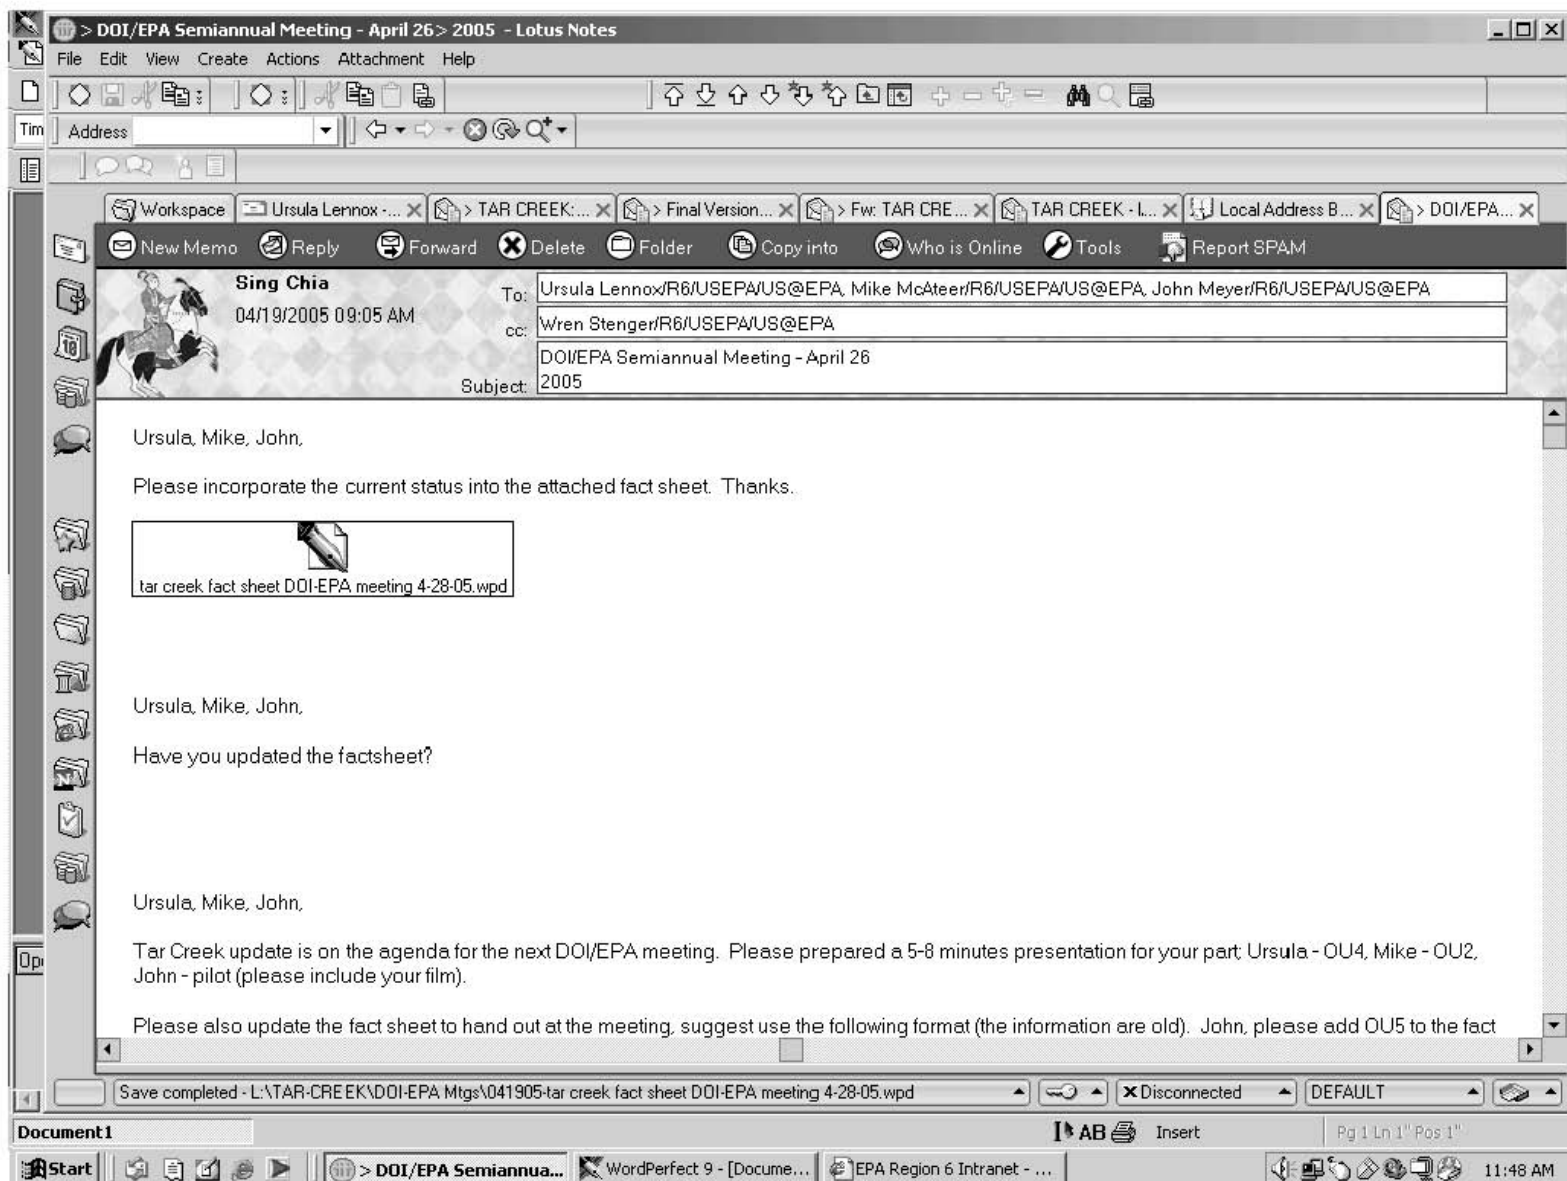 > DOI/EPA Semiannual Meeting - April 26> 2005 - Lotus Notes
File Edit View Create Actions Attachment Help
Tim
Address
Workspace Ursula Lennox -... > TAR CREEK:... > Final Version... > Fw: TAR CRE... TAR CREEK - I... Local Address B... > DOI/EPA...
New Memo Reply Forward Delete Folder Copy into Who is Online Tools Report SPAM
Sing Chia
04/19/2005 09:05 AM
To: Ursula Lennox/R6/USEPA/US@EPA, Mike McAteer/R6/USEPA/US@EPA, John Meyer/R6/USEPA/US@EPA
cc: Wren Stenger/R6/USEPA/US@EPA
Subject: DOI/EPA Semiannual Meeting - April 26
2005
Ursula, Mike, John,
Please incorporate the current status into the attached fact sheet. Thanks.
tar creek fact sheet DOI-EPA meeting 4-28-05.wpd
Ursula, Mike, John,
Have you updated the factsheet?
Ursula, Mike, John,
Tar Creek update is on the agenda for the next DOI/EPA meeting. Please prepared a 5-8 minutes presentation for your part; Ursula - OU4, Mike - OU2,
John - pilot (please include your film).
Please also update the fact sheet to hand out at the meeting, suggest use the following format (the information are old). John, please add OU5 to the fact
Op
Save completed - L:\TAR-CREEK\DOI-EPA Mtgs\041905-tar creek fact sheet DOI-EPA meeting 4-28-05.wpd Disconnected DEFAULT
Document1 AB Insert Pg 1 Ln 1" Pos 1"
Start > DOI/EPA Semiannua... WordPerfect 9 - [Docume... EPA Region 6 Intranet - ... 11:48 AM